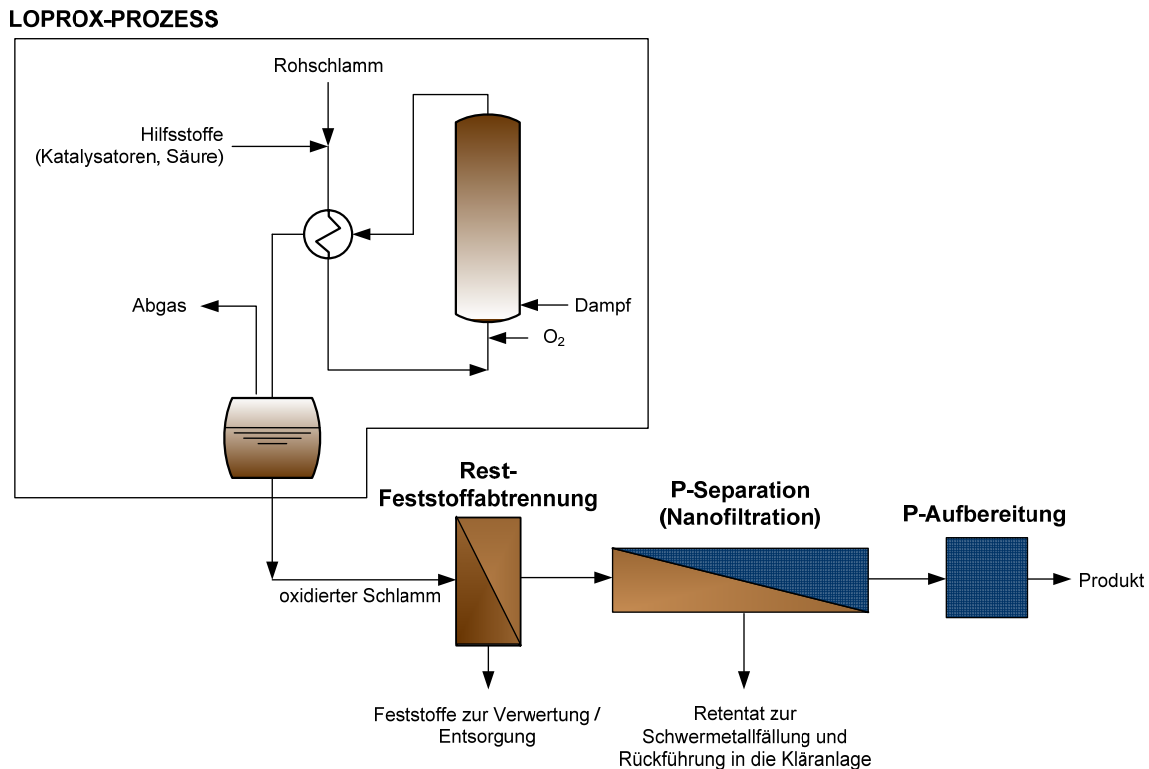 LOPROX-PROZESS
Rohschlamm
Hilfsstoffe
(Katalysatoren, Säure)
Abgas
Dampf
O₂
Rest-
Feststoffabtrennung
P-Separation
(Nanofiltration)
P-Aufbereitung
oxidierter Schlamm
Produkt
Feststoffe zur Verwertung /
Entsorgung
Retentat zur
Schwermetallfällung und
Rückführung in die Kläranlage